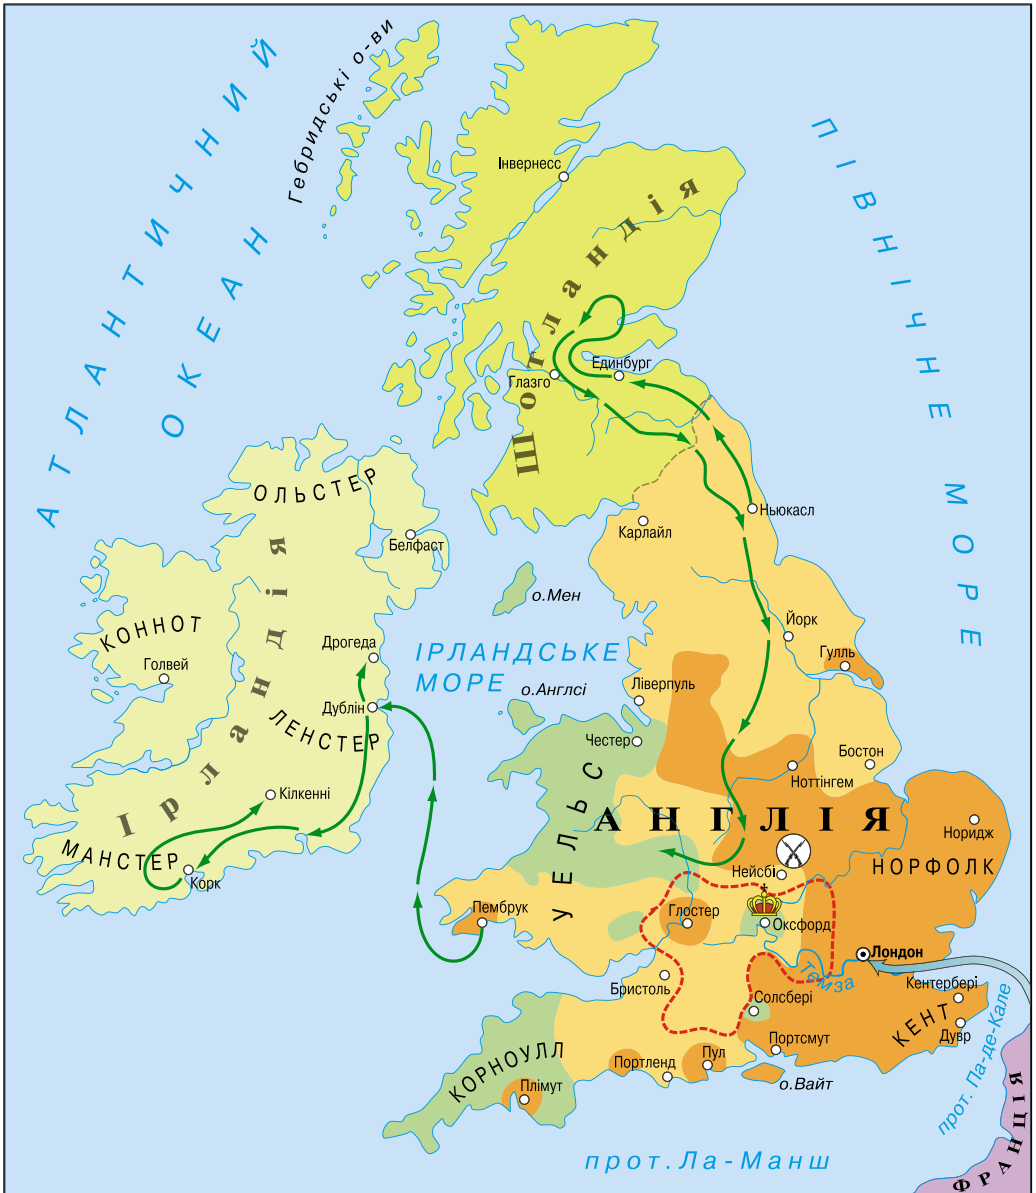 АТЛАНТИЧНИЙ
ОКЕАН
Гебридські о-ви
ПІВНІЧНЕ МОРЕ
Інвернесс
Шотландія
Единбург
Глазго
ОЛЬСТЕР
Белфаст
Карлайл
Ньюкасл
Ірландія
КОННОТ
Голвей
Дрогеда
Дублін
ЛЕНСТЕР
о.Мен
ІРЛАНДСЬКЕ
МОРЕ
о.Англсі
Йорк
Гулль
Ліверпуль
Честер
Бостон
Ноттінгем
УЕЛЬС
АНГЛІЯ
Норидж
НОРФОЛК
Кілкенні
МАНСТЕР
Корк
Нейсбі
Пембрук
Глостер
Оксфорд
Лондон
Темза
Бристоль
Солсбері
Кентербері
КЕНТ
Дувр
КОРНОУЛЛ
Портленд
Пул
Портсмут
о.Вайт
Плімут
прот. Па-де-Кале
прот. Ла-Манш
ФРАНЦІЯ